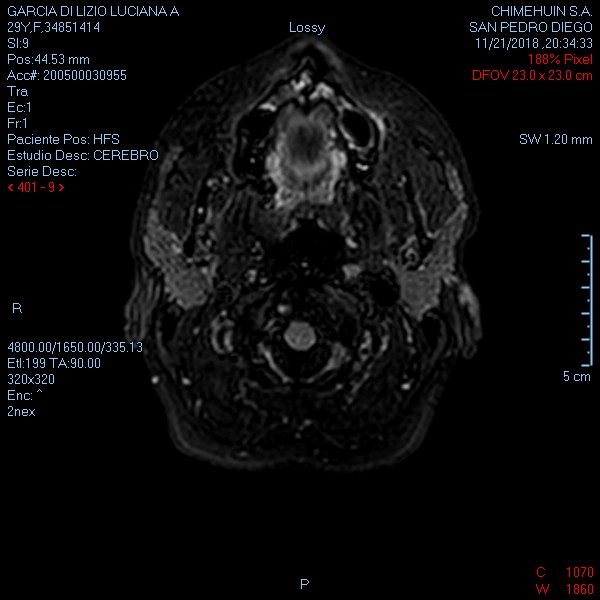 GARCIA DI LIZIO LUCIANA A
29Y,F,34851414
Sl:9
Pos:44.53 mm
Acc#: 200500030955
Tra
Ec:1
Fr:1
Paciente Pos: HFS
Estudio Desc: CEREBRO
Serie Desc:
< 401 - 9 >
Lossy
CHIMEHUIN S.A.
SAN PEDRO DIEGO
11/21/2018 ,20:34:33
188% Pixel
DFOV 23.0 x 23.0 cm
SW 1.20 mm
R
4800.00/1650.00/335.13
Etl:199 TA:90.00
320x320
Enc: ^
2nex
5 cm
P
C 1070
W 1860